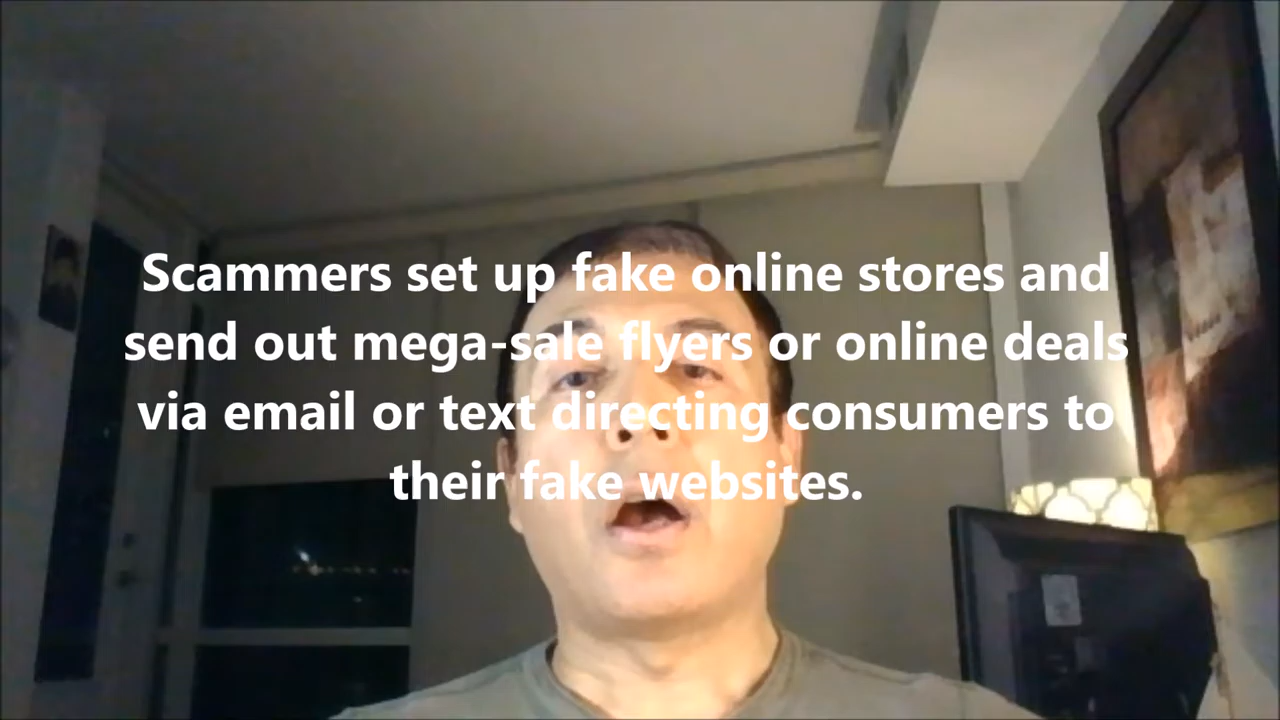 Scammers set up fake online stores and
send out mega-sale flyers or online deals
via email or text directing consumers to
their fake websites.